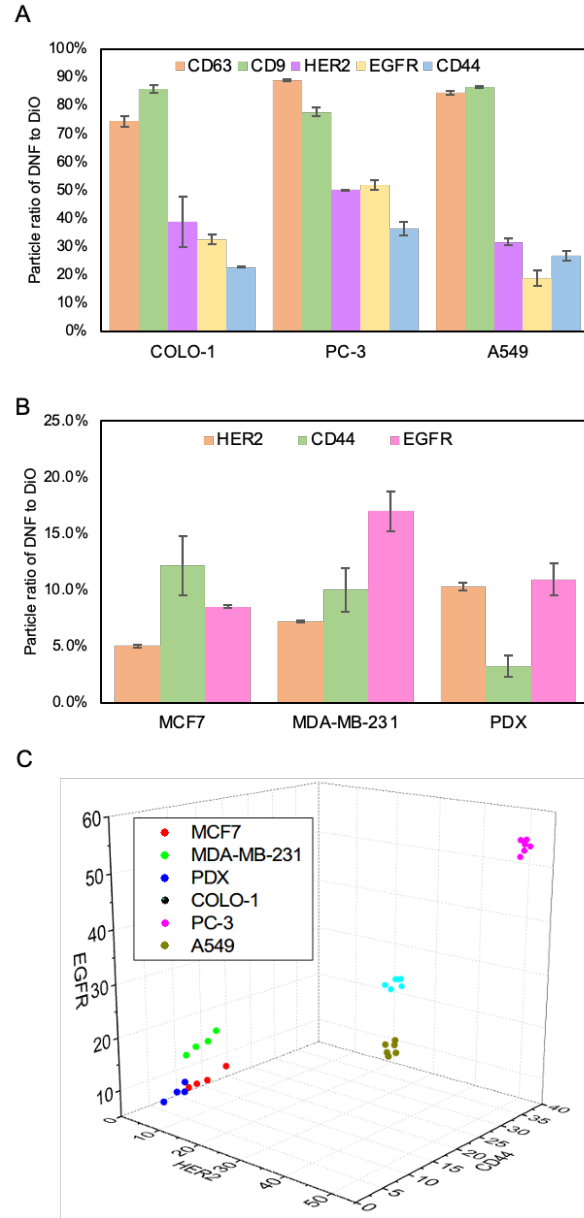 A
100%
90%
80%
70%
60%
50%
40%
30%
20%
10%
0%
Particle ratio of DNF to DiO
CD63 CD9 HER2 EGFR CD44
COLO-1 PC-3 A549
B
25.0%
20.0%
15.0%
10.0%
5.0%
0.0%
Particle ratio of DNF to DiO
HER2 CD44 EGFR
MCF7 MDA-MB-231 PDX
C
60
50
40
30
20
10
EGFR
MCF7
MDA-MB-231
PDX
COLO-1
PC-3
A549
0 10 20 30 40 50
HER2
0 5 10 15 20 25 30 35 40
CD44